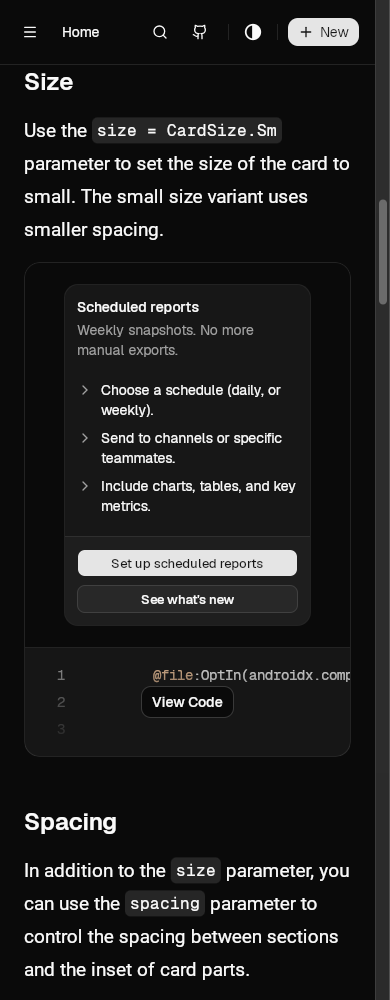 Home
New
Size
Use the size = CardSize.Sm
parameter to set the size of the card to
small. The small size variant uses
smaller spacing.
Scheduled reports
Weekly snapshots. No more
manual exports.
Choose a schedule (daily, or
weekly).
Send to channels or specific
teammates.
Include charts, tables, and key
metrics.
Set up scheduled reports
See what's new
1 @file:OptIn(androidx.comp
2 View Code
3
Spacing
In addition to the size parameter, you
can use the spacing parameter to
control the spacing between sections
and the inset of card parts.